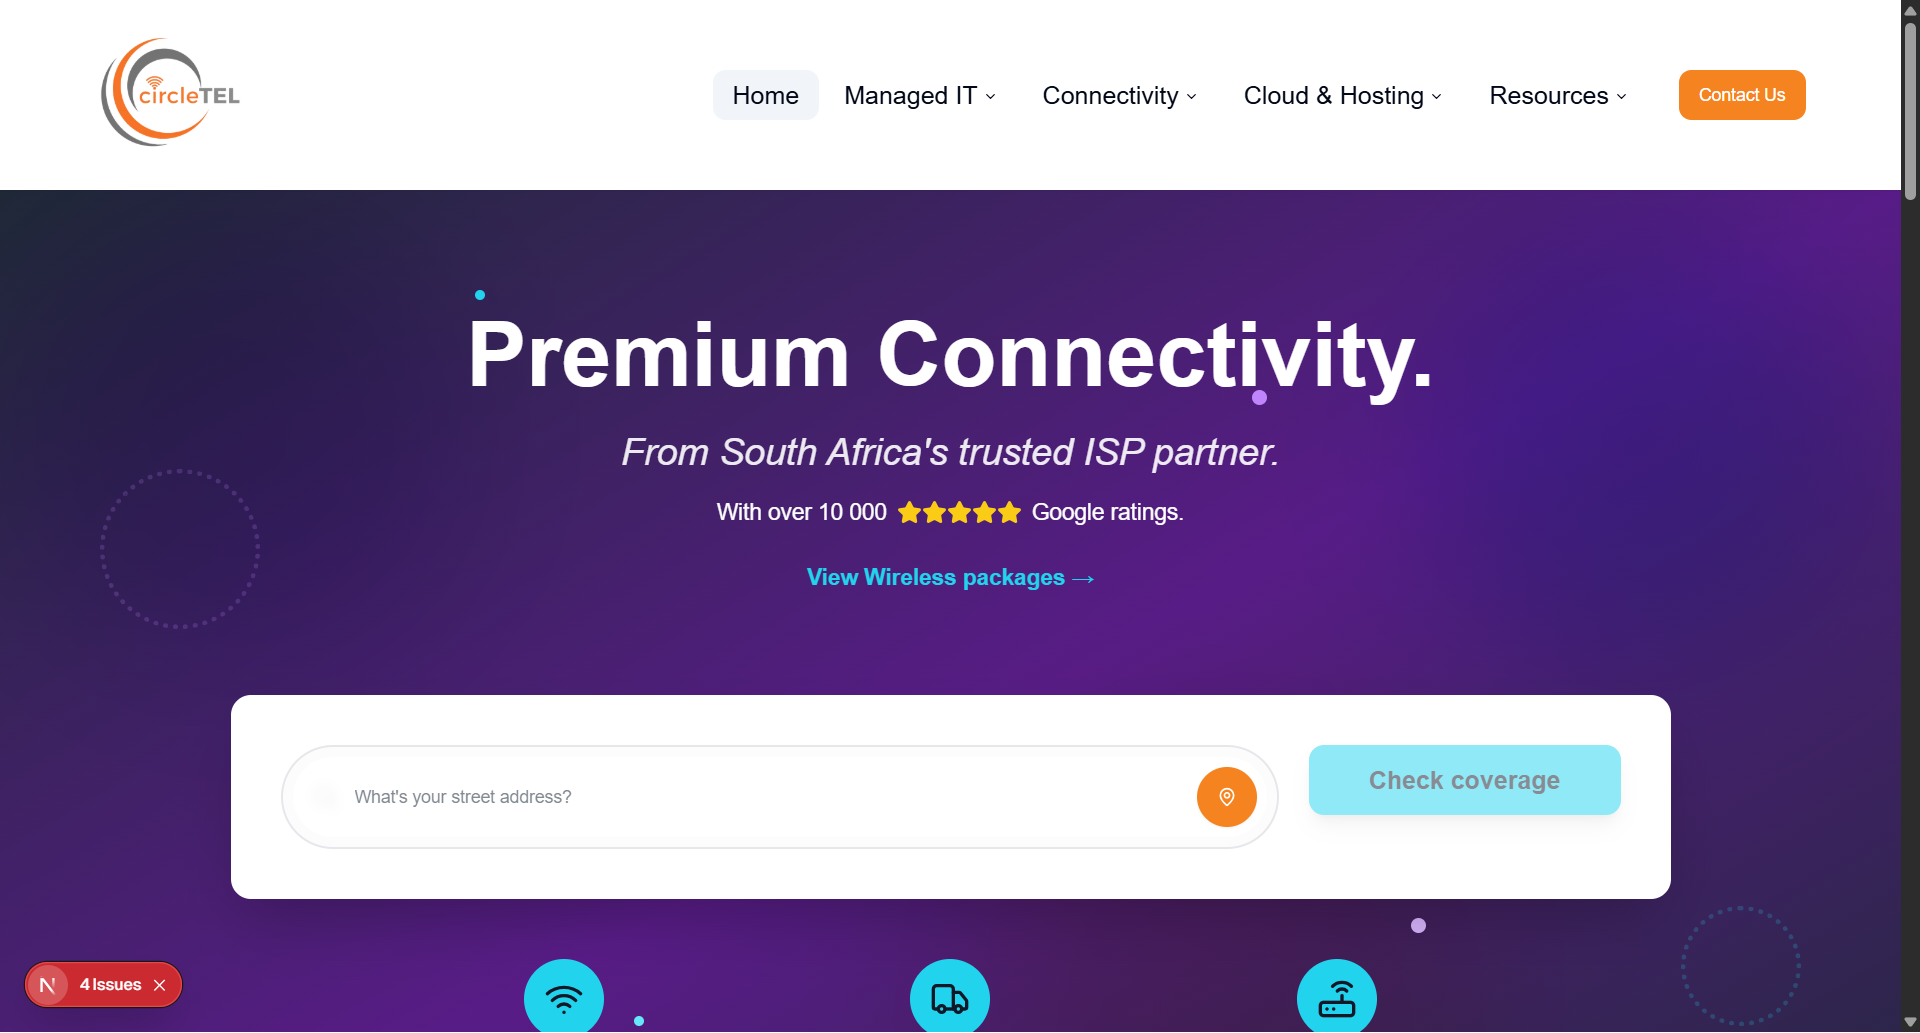 circleTEL
Home Managed IT Connectivity Cloud & Hosting Resources Contact Us
Premium Connectivity.
From South Africa's trusted ISP partner.
With over 10 000 Google ratings.
View Wireless packages →
What's your street address?
Check coverage
N 4 Issues